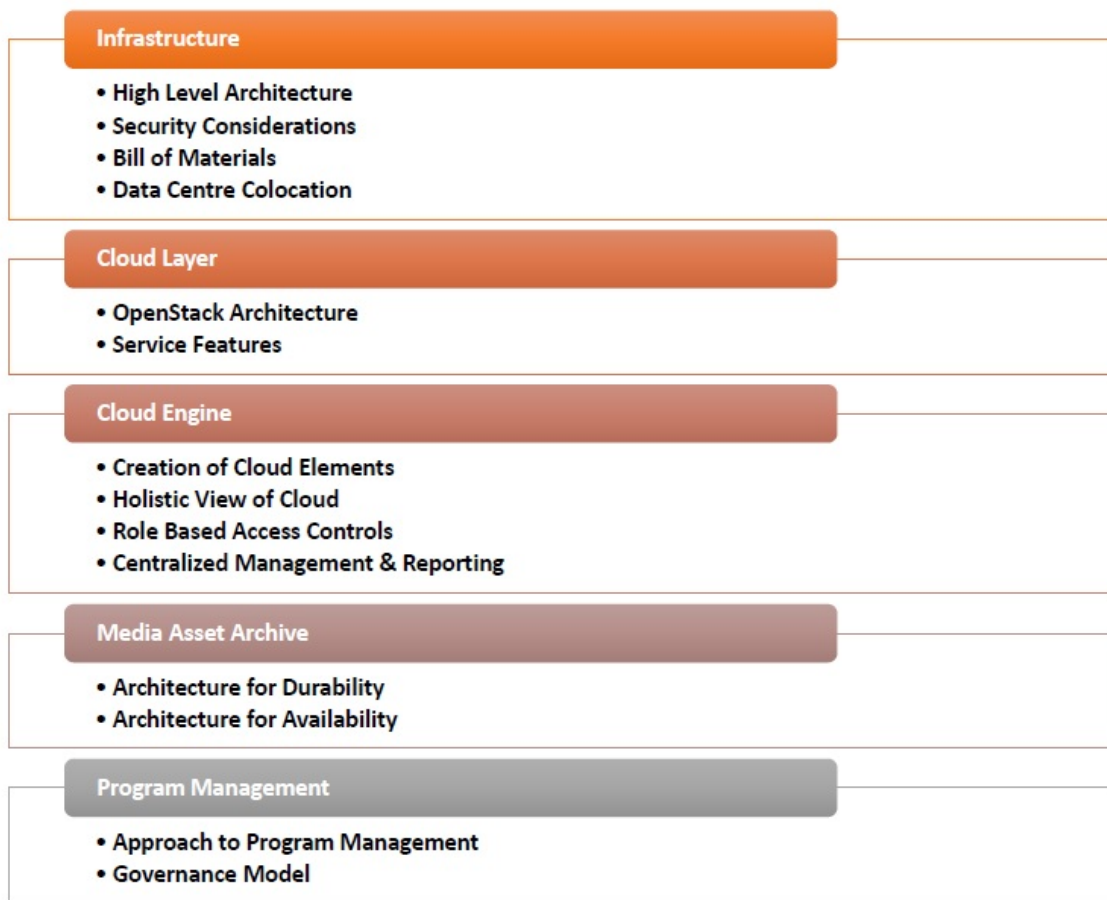 Infrastructure
• High Level Architecture
• Security Considerations
• Bill of Materials
• Data Centre Colocation
Cloud Layer
• OpenStack Architecture
• Service Features
Cloud Engine
• Creation of Cloud Elements
• Holistic View of Cloud
• Role Based Access Controls
• Centralized Management & Reporting
Media Asset Archive
• Architecture for Durability
• Architecture for Availability
Program Management
• Approach to Program Management
• Governance Model